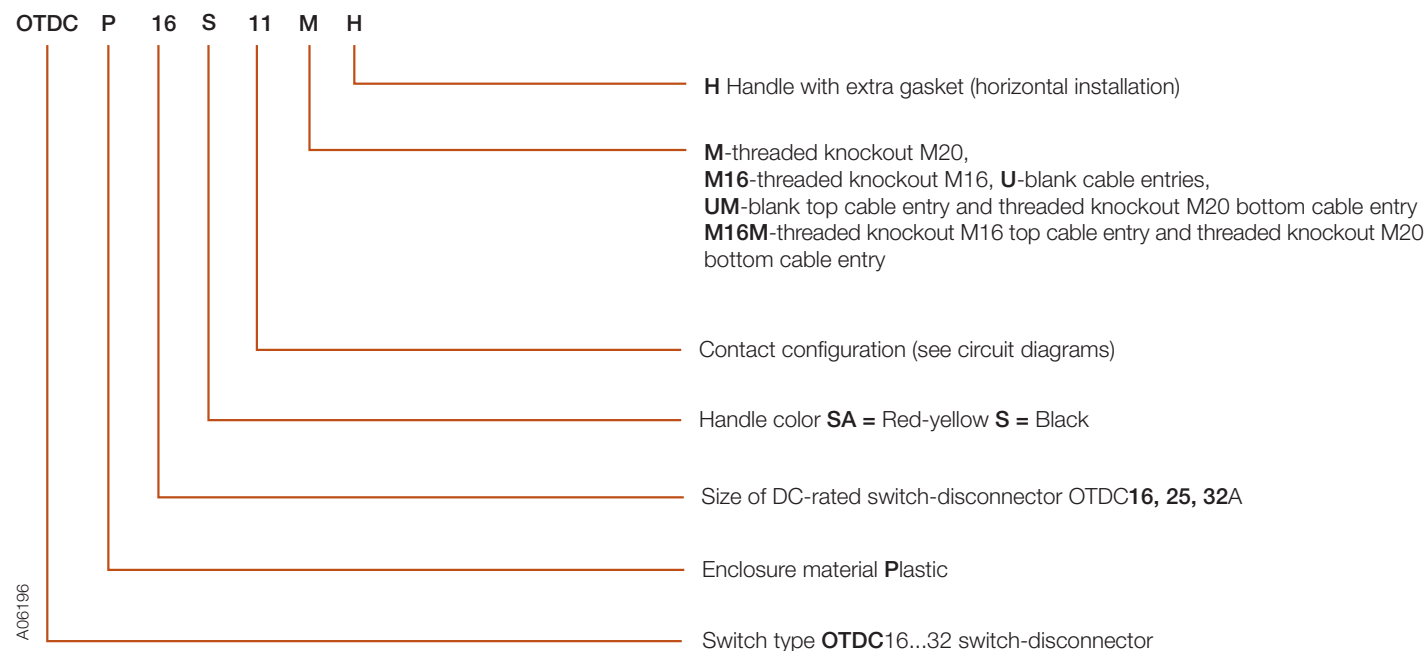 OTDC P 16 S 11 M H
H Handle with extra gasket (horizontal installation)
M-threaded knockout M20,
M16-threaded knockout M16, U-blank cable entries,
UM-blank top cable entry and threaded knockout M20 bottom cable entry
M16M-threaded knockout M16 top cable entry and threaded knockout M20
bottom cable entry
Contact configuration (see circuit diagrams)
Handle color SA = Red-yellow S = Black
Size of DC-rated switch-disconnector OTDC16, 25, 32A
Enclosure material Plastic
Switch type OTDC16...32 switch-disconnector
A06196